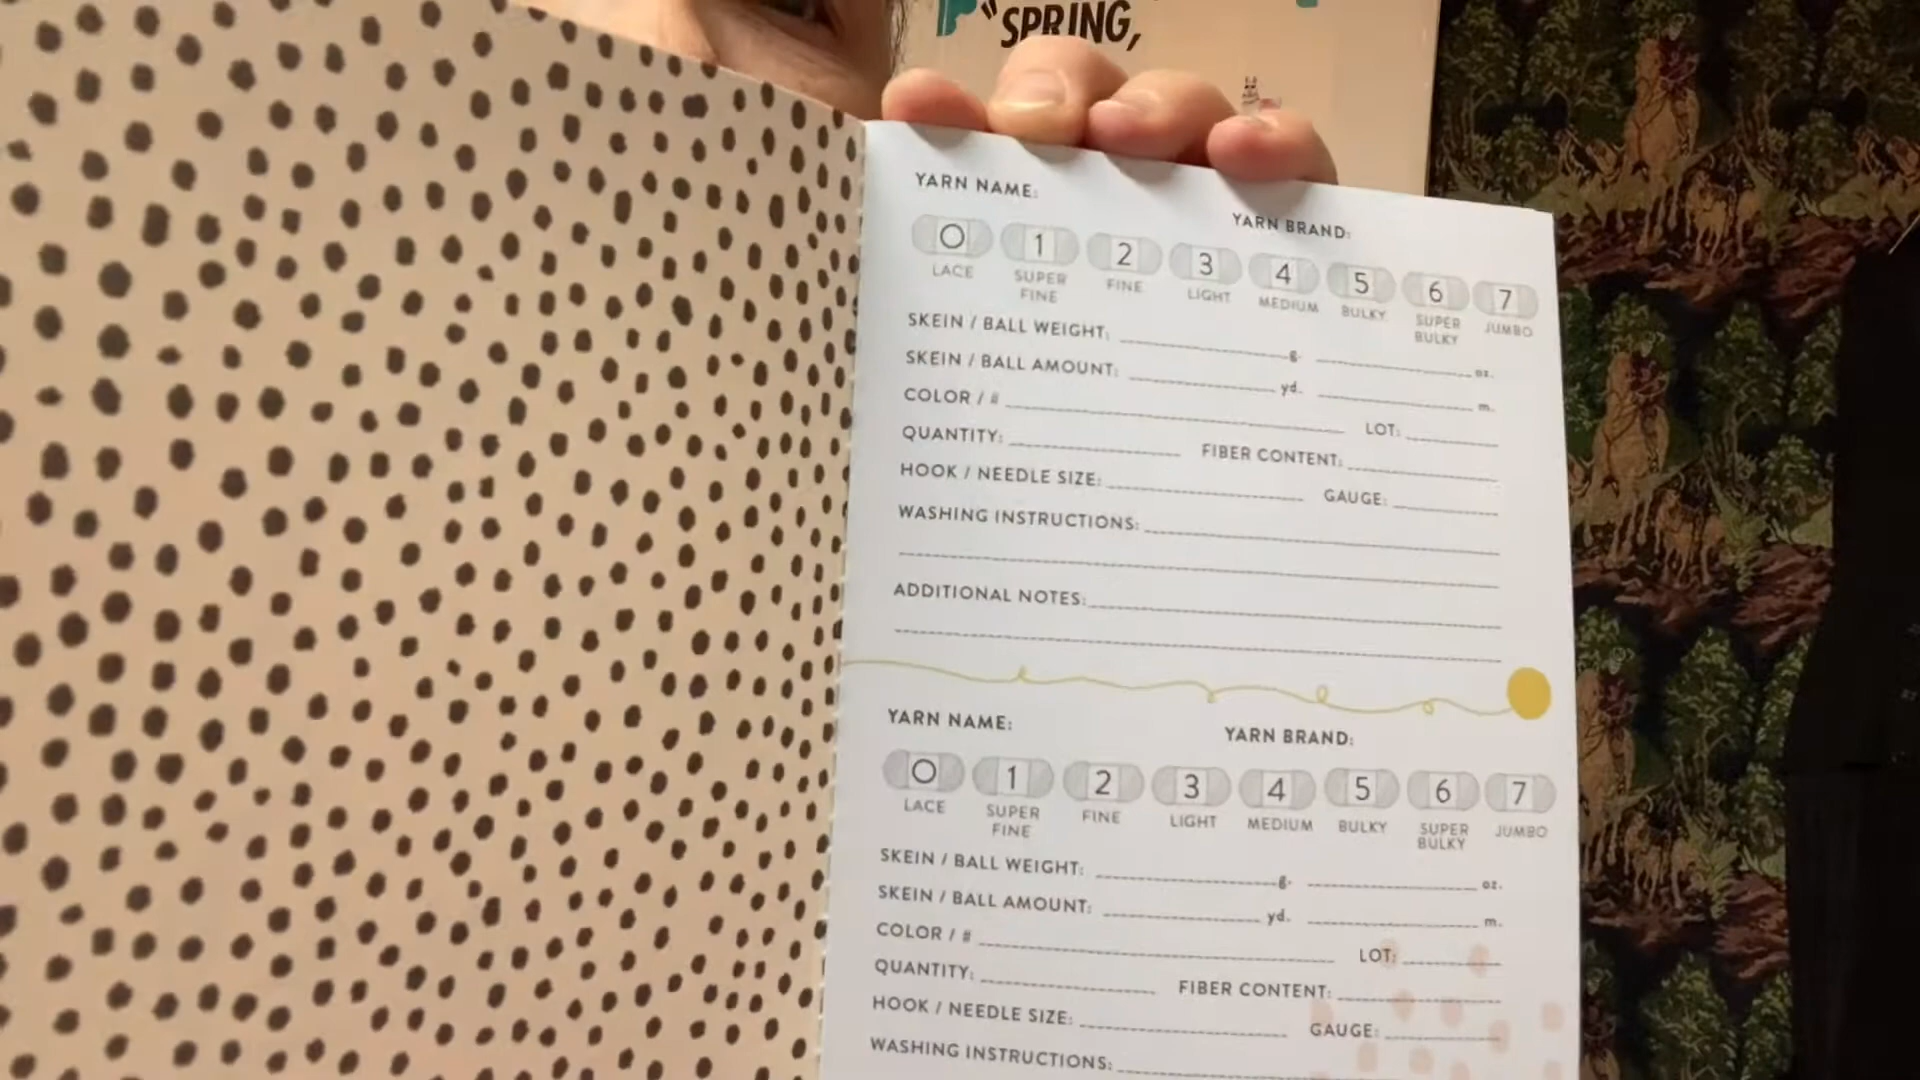 "SPRING,
YARN NAME:
YARN BRAND:
0 1 2 3 4 5 6 7
LACE SUPER FINE FINE LIGHT MEDIUM BULKY SUPER BULKY JUMBO
SKEIN / BALL WEIGHT: g. oz.
SKEIN / BALL AMOUNT: yd. m.
COLOR / # LOT:
QUANTITY: FIBER CONTENT:
HOOK / NEEDLE SIZE: GAUGE:
WASHING INSTRUCTIONS:
ADDITIONAL NOTES:
YARN NAME: YARN BRAND:
0 1 2 3 4 5 6 7
LACE SUPER FINE FINE LIGHT MEDIUM BULKY SUPER BULKY JUMBO
SKEIN / BALL WEIGHT: g. oz.
SKEIN / BALL AMOUNT: yd. m.
COLOR / # LOT:
QUANTITY: FIBER CONTENT:
HOOK / NEEDLE SIZE: GAUGE:
WASHING INSTRUCTIONS: